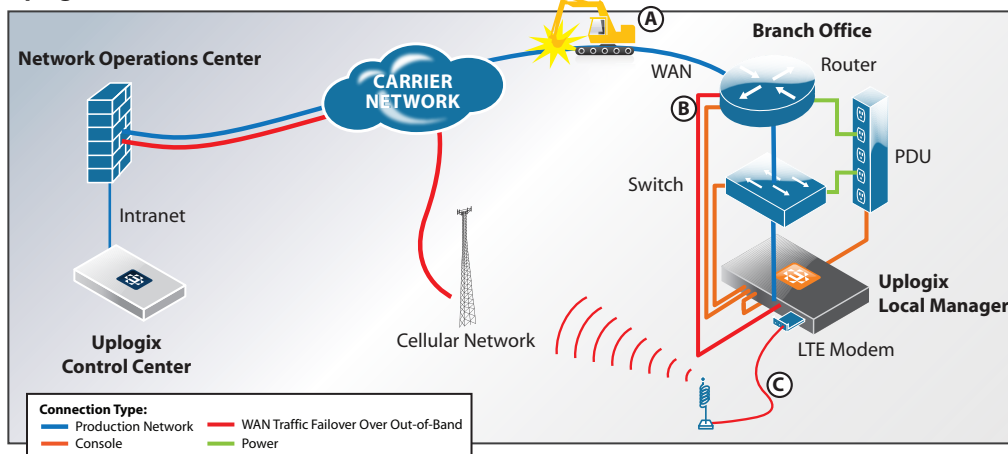 A
Branch Office
Network Operations Center
Router
WAN
CARRIER
NETWORK
B
PDU
Switch
Intranet
Uplogix
Local Manager
Uplogix
Control Center
Cellular Network
LTE Modem
C
Connection Type:
Production Network
WAN Traffic Failover Over Out-of-Band
Console
Power